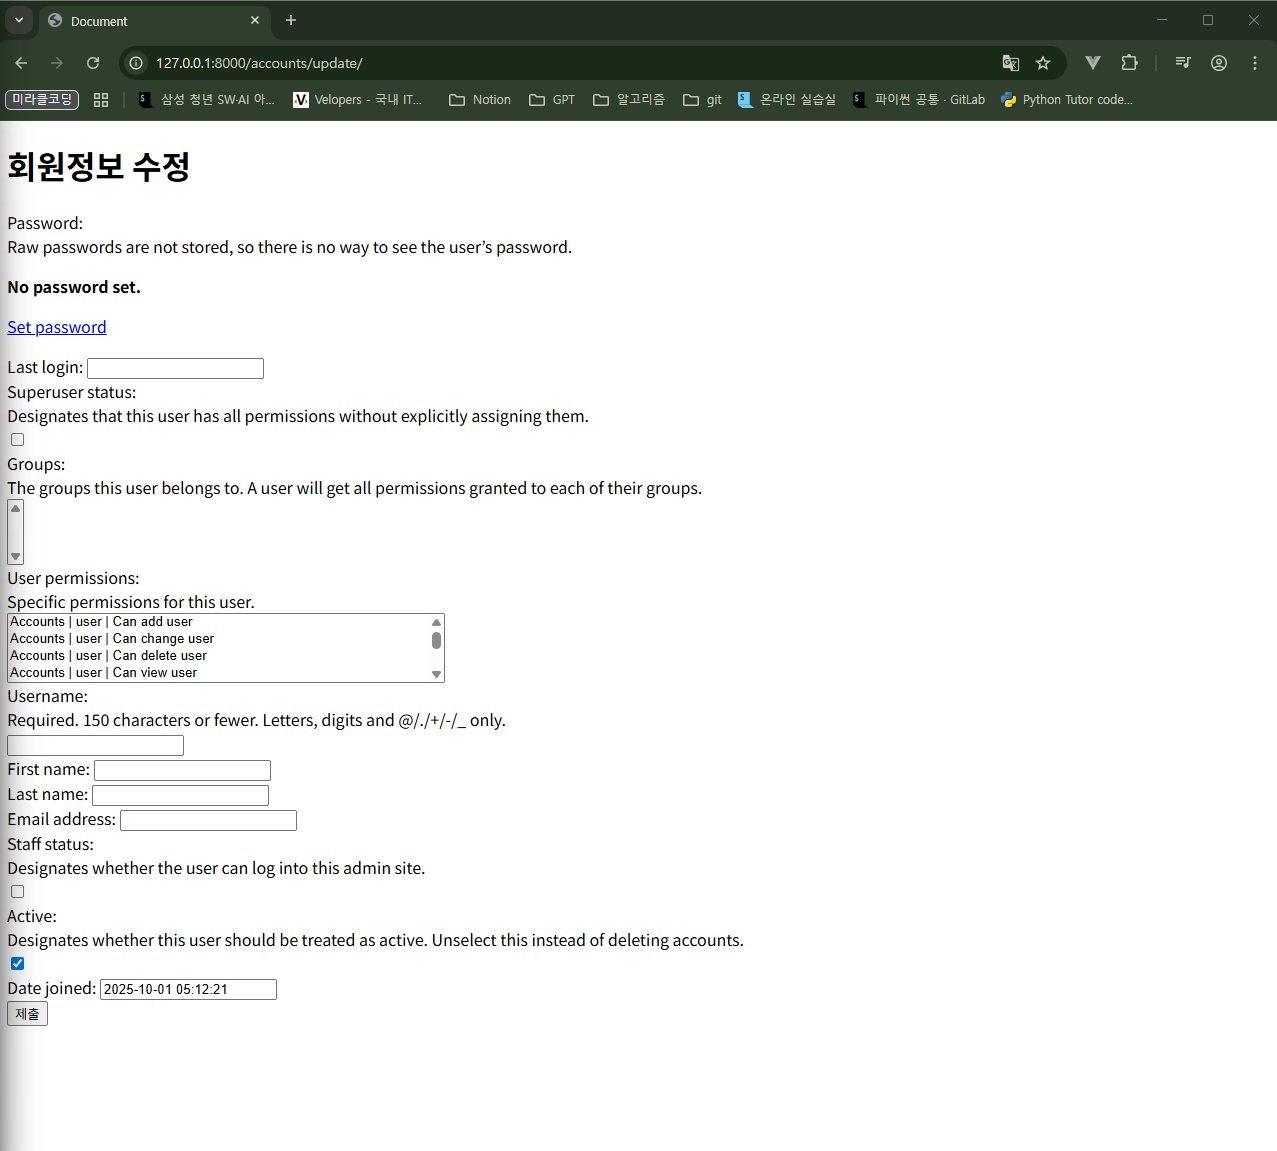 Document
127.0.0.1:8000/accounts/update/
미라클코딩
삼성 청년 SW·AI 아...
Velopers - 국내 IT...
Notion
GPT
알고리즘
git
온라인 실습실
파이썬 공통 · GitLab
Python Tutor code...
회원정보 수정
Password:
Raw passwords are not stored, so there is no way to see the user’s password.
No password set.
Set password
Last login:
Superuser status:
Designates that this user has all permissions without explicitly assigning them.
Groups:
The groups this user belongs to. A user will get all permissions granted to each of their groups.
User permissions:
Specific permissions for this user.
Accounts | user | Can add user
Accounts | user | Can change user
Accounts | user | Can delete user
Accounts | user | Can view user
Username:
Required. 150 characters or fewer. Letters, digits and @/./+/-/_ only.
First name:
Last name:
Email address:
Staff status:
Designates whether the user can log into this admin site.
Active:
Designates whether this user should be treated as active. Unselect this instead of deleting accounts.
Date joined: 2025-10-01 05:12:21
제출